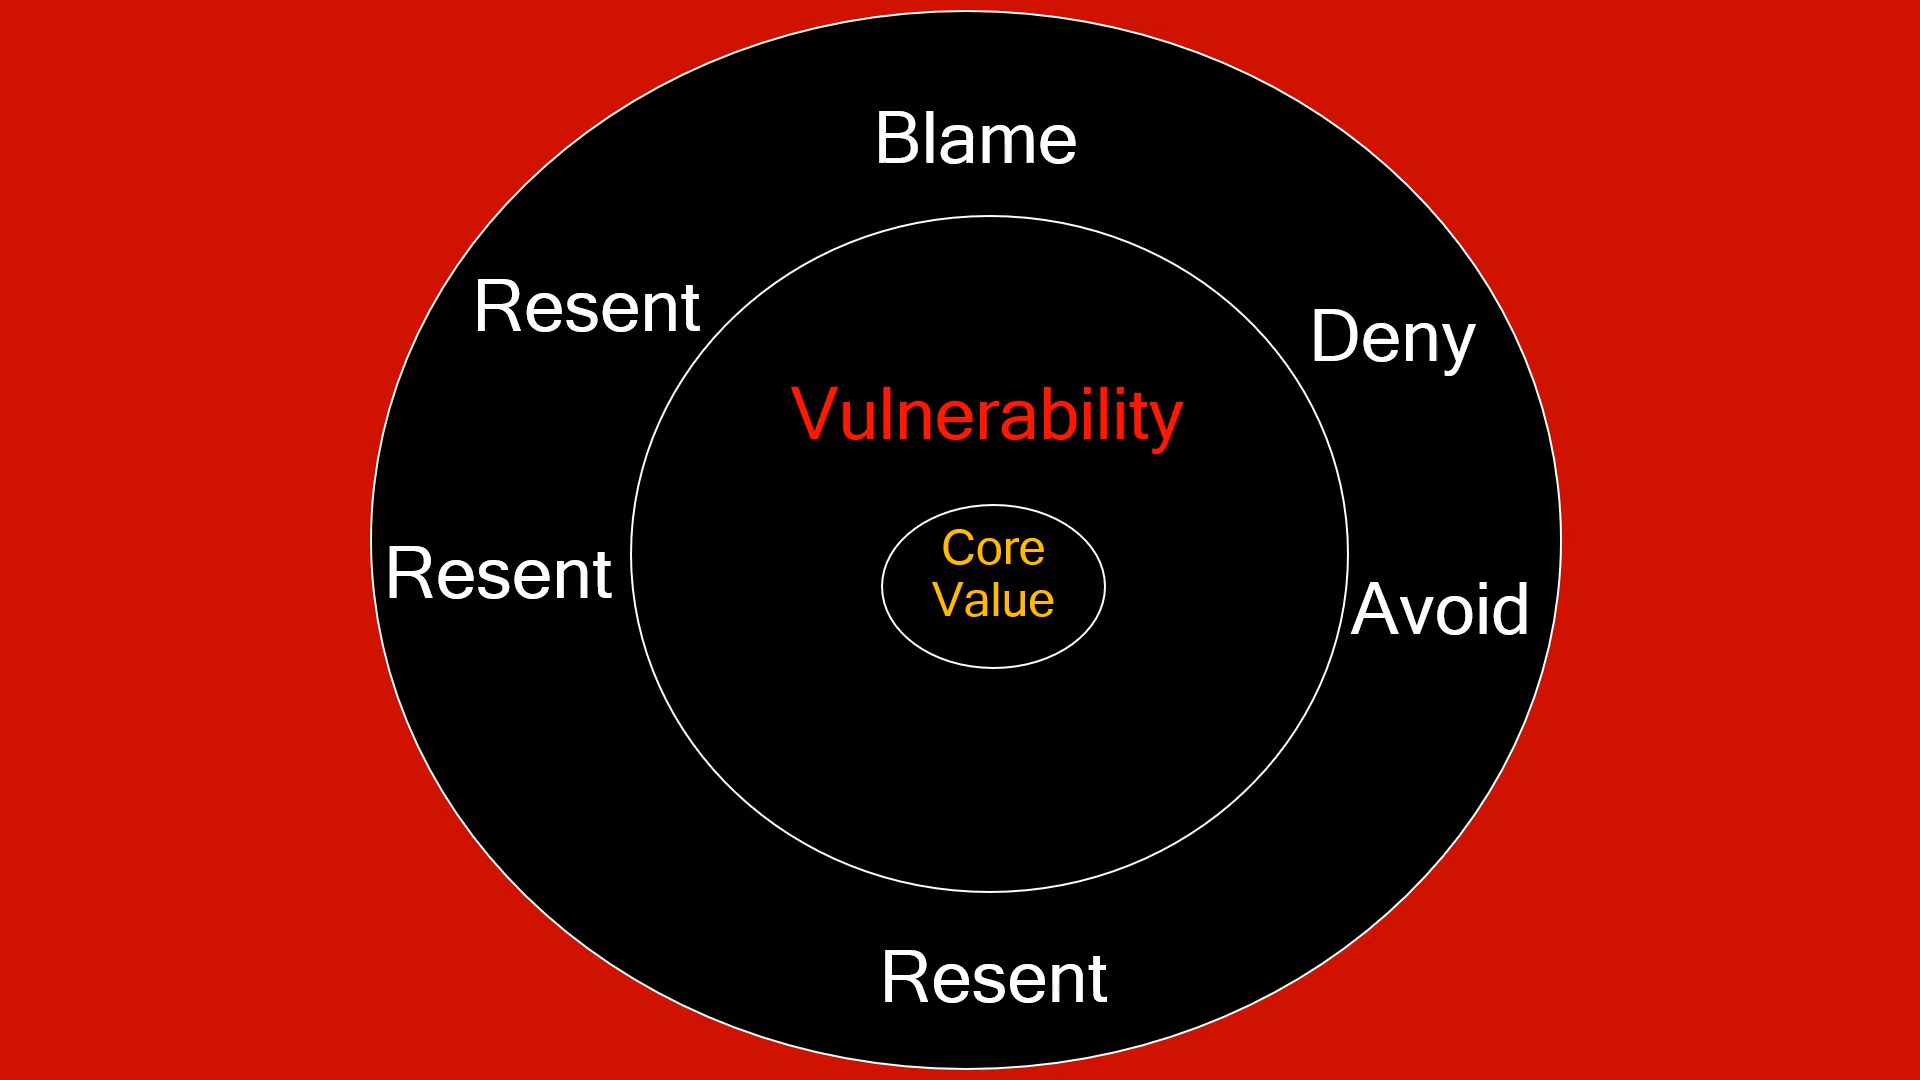 Blame
Resent
Deny
Vulnerability
Core
Value
Resent
Avoid
Resent